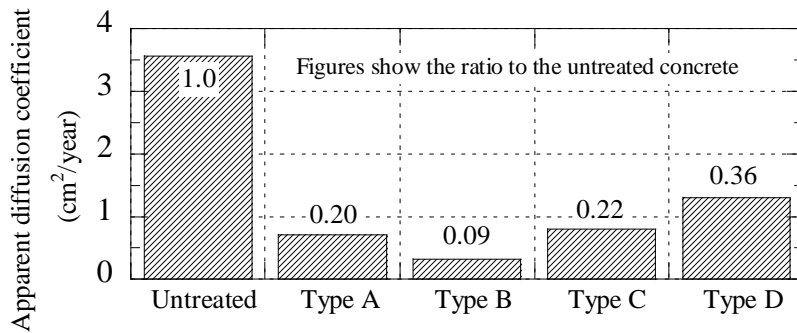 Apparent diffusion coefficient
(cm²/year)
4
3
2
1
0
Figures show the ratio to the untreated concrete
1.0
0.20
0.09
0.22
0.36
Untreated
Type A
Type B
Type C
Type D